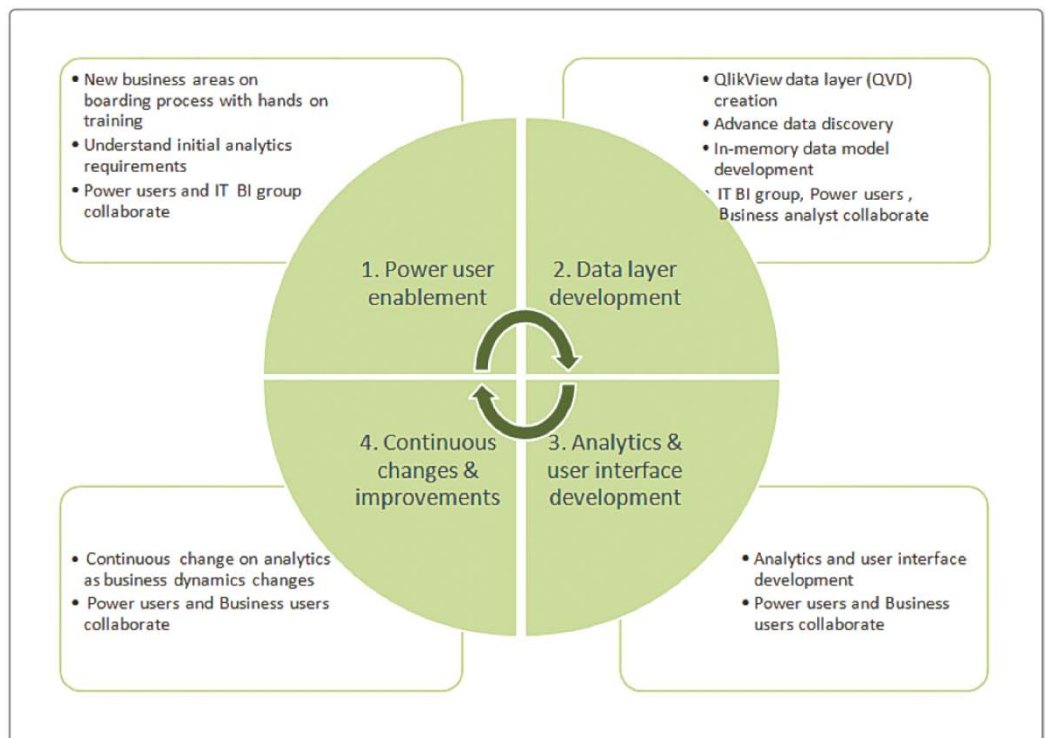 • New business areas on
boarding process with hands on
training
• Understand initial analytics
requirements
• Power users and IT BI group
collaborate
• QlikView data layer (QVD)
creation
• Advance data discovery
• In-memory data model
development
• IT BI group, Power users ,
Business analyst collaborate
1. Power user
enablement
2. Data layer
development
4. Continuous
changes &
improvements
3. Analytics &
user interface
development
• Continuous change on analytics
as business dynamics changes
• Power users and Business users
collaborate
• Analytics and user interface
development
• Power users and Business
users collaborate